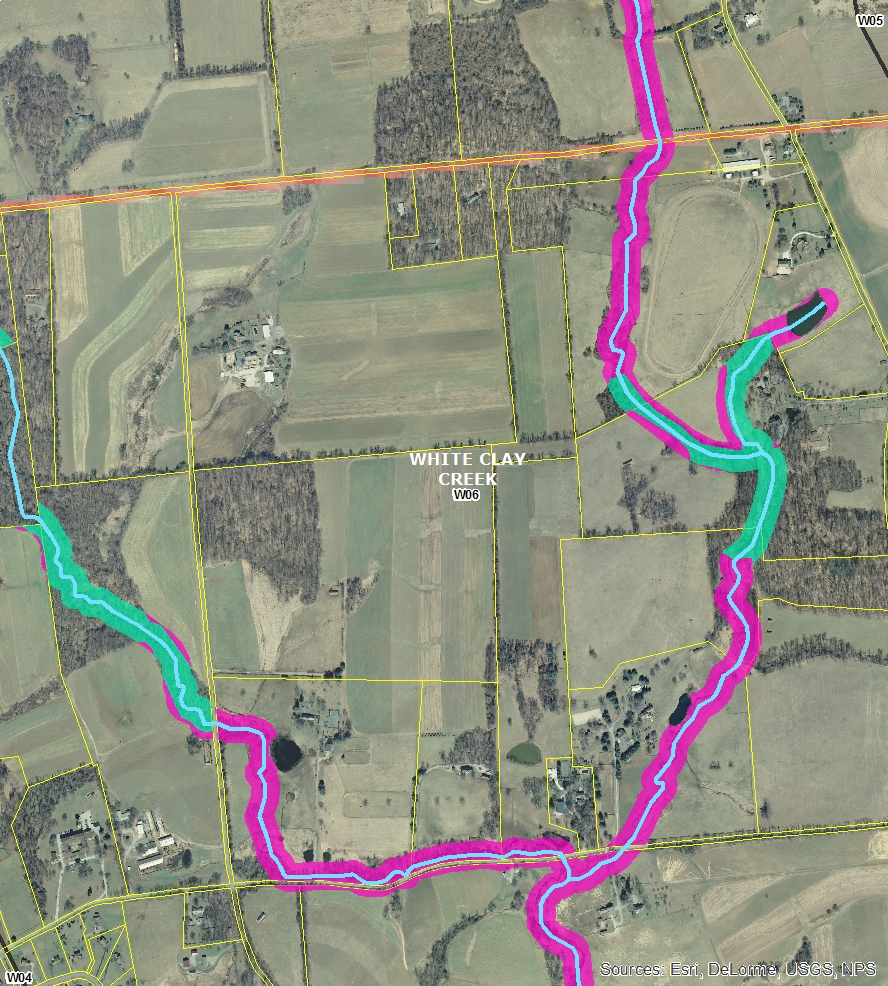 W05
WHITE CLAY
CREEK
W06
W04
Sources: Esri, DeLorme, USGS, NPS